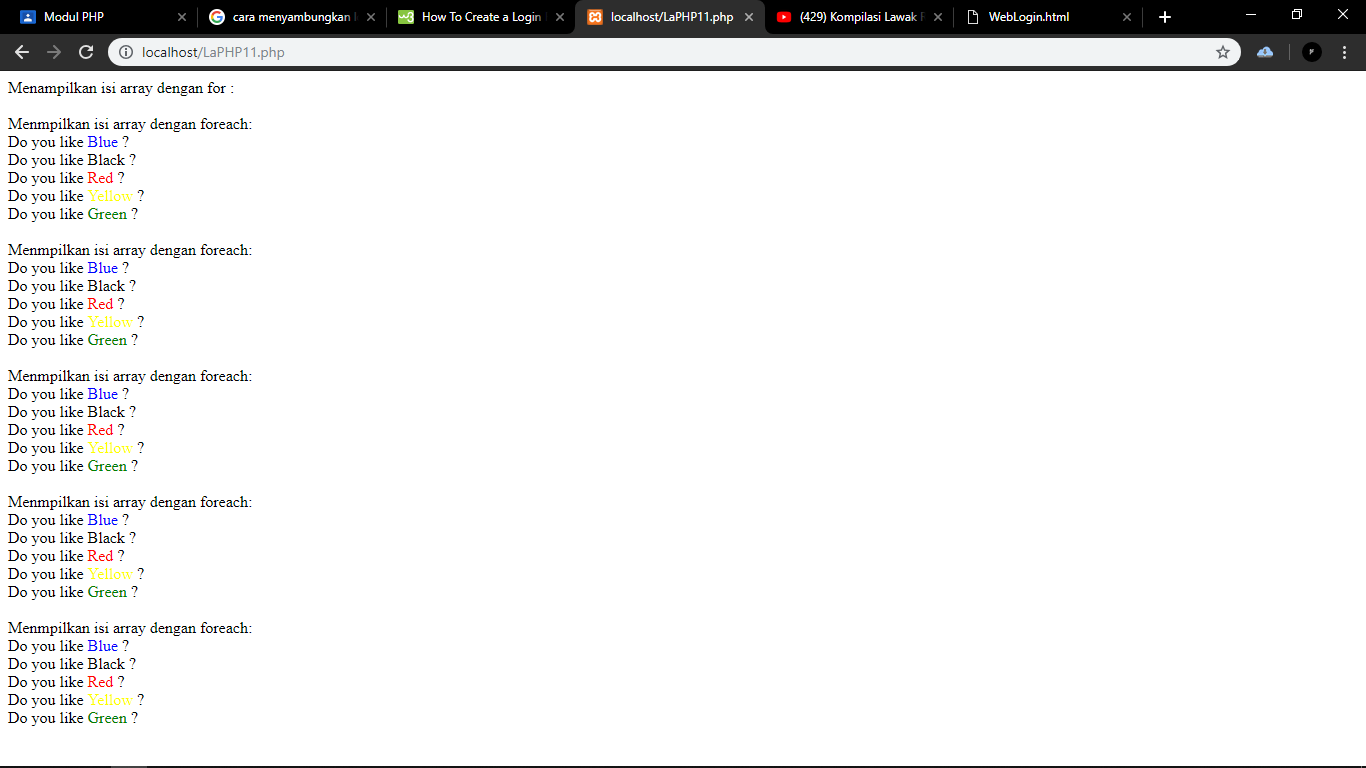 Modul PHP
cara menyambungkan
How To Create a Login
localhost/LaPHP11.php
(429) Kompilasi Lawak
WebLogin.html
localhost/LaPHP11.php
Menampilkan isi array dengan for :
Menmpilkan isi array dengan foreach:
Do you like Blue ?
Do you like Black ?
Do you like Red ?
Do you like Yellow ?
Do you like Green ?
Menmpilkan isi array dengan foreach:
Do you like Blue ?
Do you like Black ?
Do you like Red ?
Do you like Yellow ?
Do you like Green ?
Menmpilkan isi array dengan foreach:
Do you like Blue ?
Do you like Black ?
Do you like Red ?
Do you like Yellow ?
Do you like Green ?
Menmpilkan isi array dengan foreach:
Do you like Blue ?
Do you like Black ?
Do you like Red ?
Do you like Yellow ?
Do you like Green ?
Menmpilkan isi array dengan foreach:
Do you like Blue ?
Do you like Black ?
Do you like Red ?
Do you like Yellow ?
Do you like Green ?